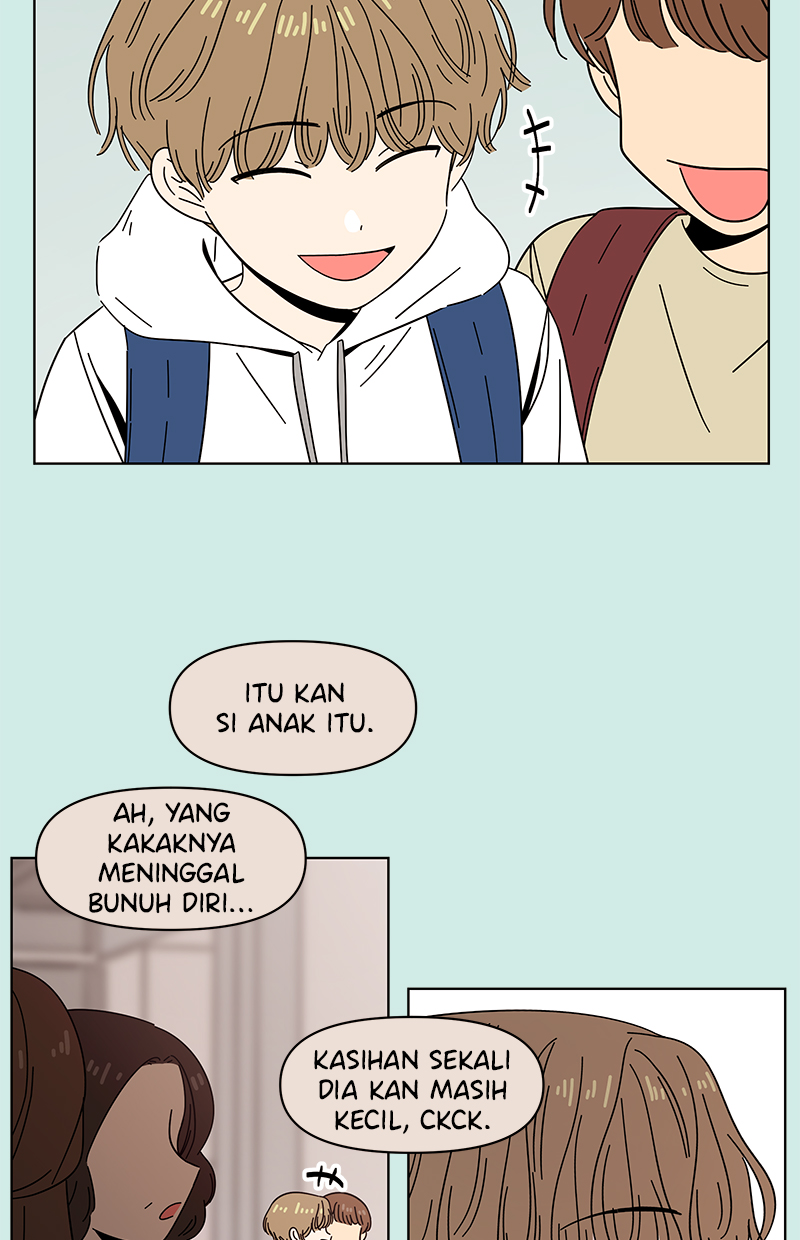 ITU KAN
SI ANAK ITU.
AH, YANG
KAKAKNYA
MENINGGAL
BUNUH DIRI...
KASIHAN SEKALI
DIA KAN MASIH
KECIL, CKCK.